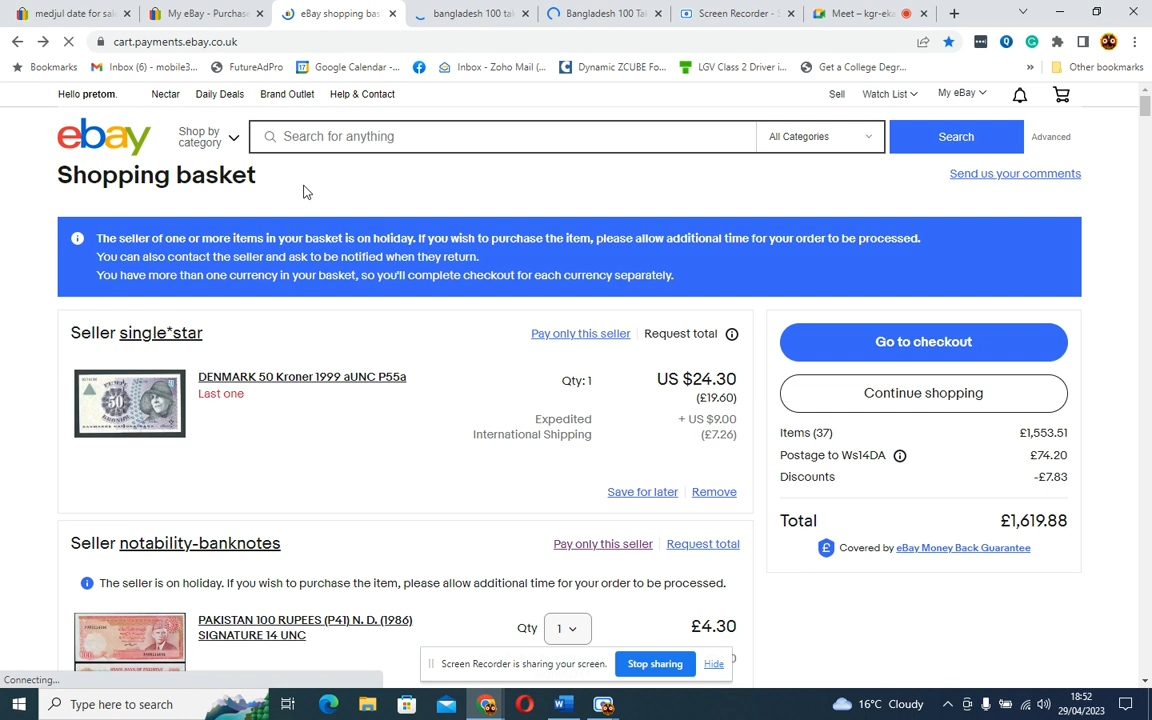 medjul date for sal
My eBay - Purchase
eBay shopping bas
bangladesh 100 tak
Bangladesh 100 Tak
Screen Recorder - S
Meet – kgr-eka
cart.payments.ebay.co.uk
Bookmarks
Inbox (6) - mobile3...
FutureAdPro
Google Calendar -...
Inbox - Zoho Mail (...
Dynamic ZCUBE Fo...
LGV Class 2 Driver i...
Get a College Degr...
»
Other bookmarks
Hello pretom.
Nectar
Daily Deals
Brand Outlet
Help & Contact
Sell
Watch List
My eBay
ebay
Shop by
category
Search for anything
All Categories
Search
Advanced
Shopping basket
Send us your comments
The seller of one or more items in your basket is on holiday. If you wish to purchase the item, please allow additional time for your order to be processed.
You can also contact the seller and ask to be notified when they return.
You have more than one currency in your basket, so you'll complete checkout for each currency separately.
Seller single*star
Pay only this seller
Request total
DENMARK 50 Kroner 1999 aUNC P55a
Last one
Qty: 1
US $24.30
(£19.60)
Expedited
International Shipping
+ US $9.00
(£7.26)
Save for later
Remove
Go to checkout
Continue shopping
Items (37)
£1,553.51
Postage to Ws14DA
£74.20
Discounts
-£7.83
Total
£1,619.88
Covered by eBay Money Back Guarantee
Seller notability-banknotes
Pay only this seller
Request total
The seller is on holiday. If you wish to purchase the item, please allow additional time for your order to be processed.
PAKISTAN 100 RUPEES (P41) N. D. (1986)
SIGNATURE 14 UNC
Qty
1
£4.30
Screen Recorder is sharing your screen.
Stop sharing
Hide
Connecting...
Type here to search
16°C Cloudy
18:52
29/04/2023